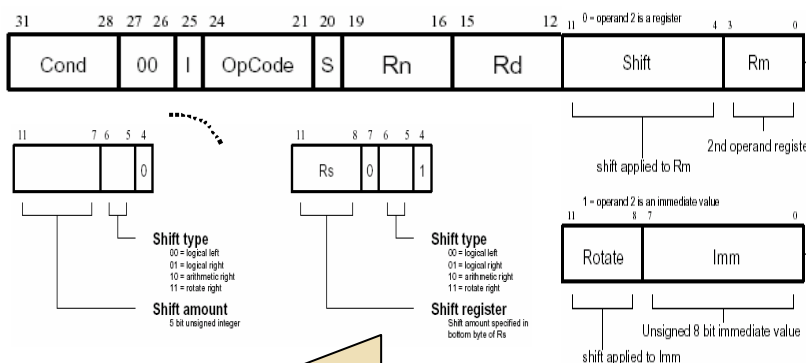 31 28 27 26 25 24 21 20 19 16 15 12
Cond 00 I OpCode S Rn Rd
0 = operand 2 is a register
11 4 3 0
Shift Rm
shift applied to Rm
2nd operand registe
11 7 6 5 4
0
Shift type
00 = logical left
01 = logical right
10 = arithmetic right
11 = rotate right
Shift amount
5 bit unsigned integer
11 8 7 6 5 4
Rs 0 1
Shift type
00 = logical left
01 = logical right
10 = arithmetic right
11 = rotate right
Shift register
Shift amount specified in
bottom byte of Rs
1 = operand 2 is an immediate value
11 8 7 0
Rotate Imm
Unsigned 8 bit immediate value
shift applied to Imm